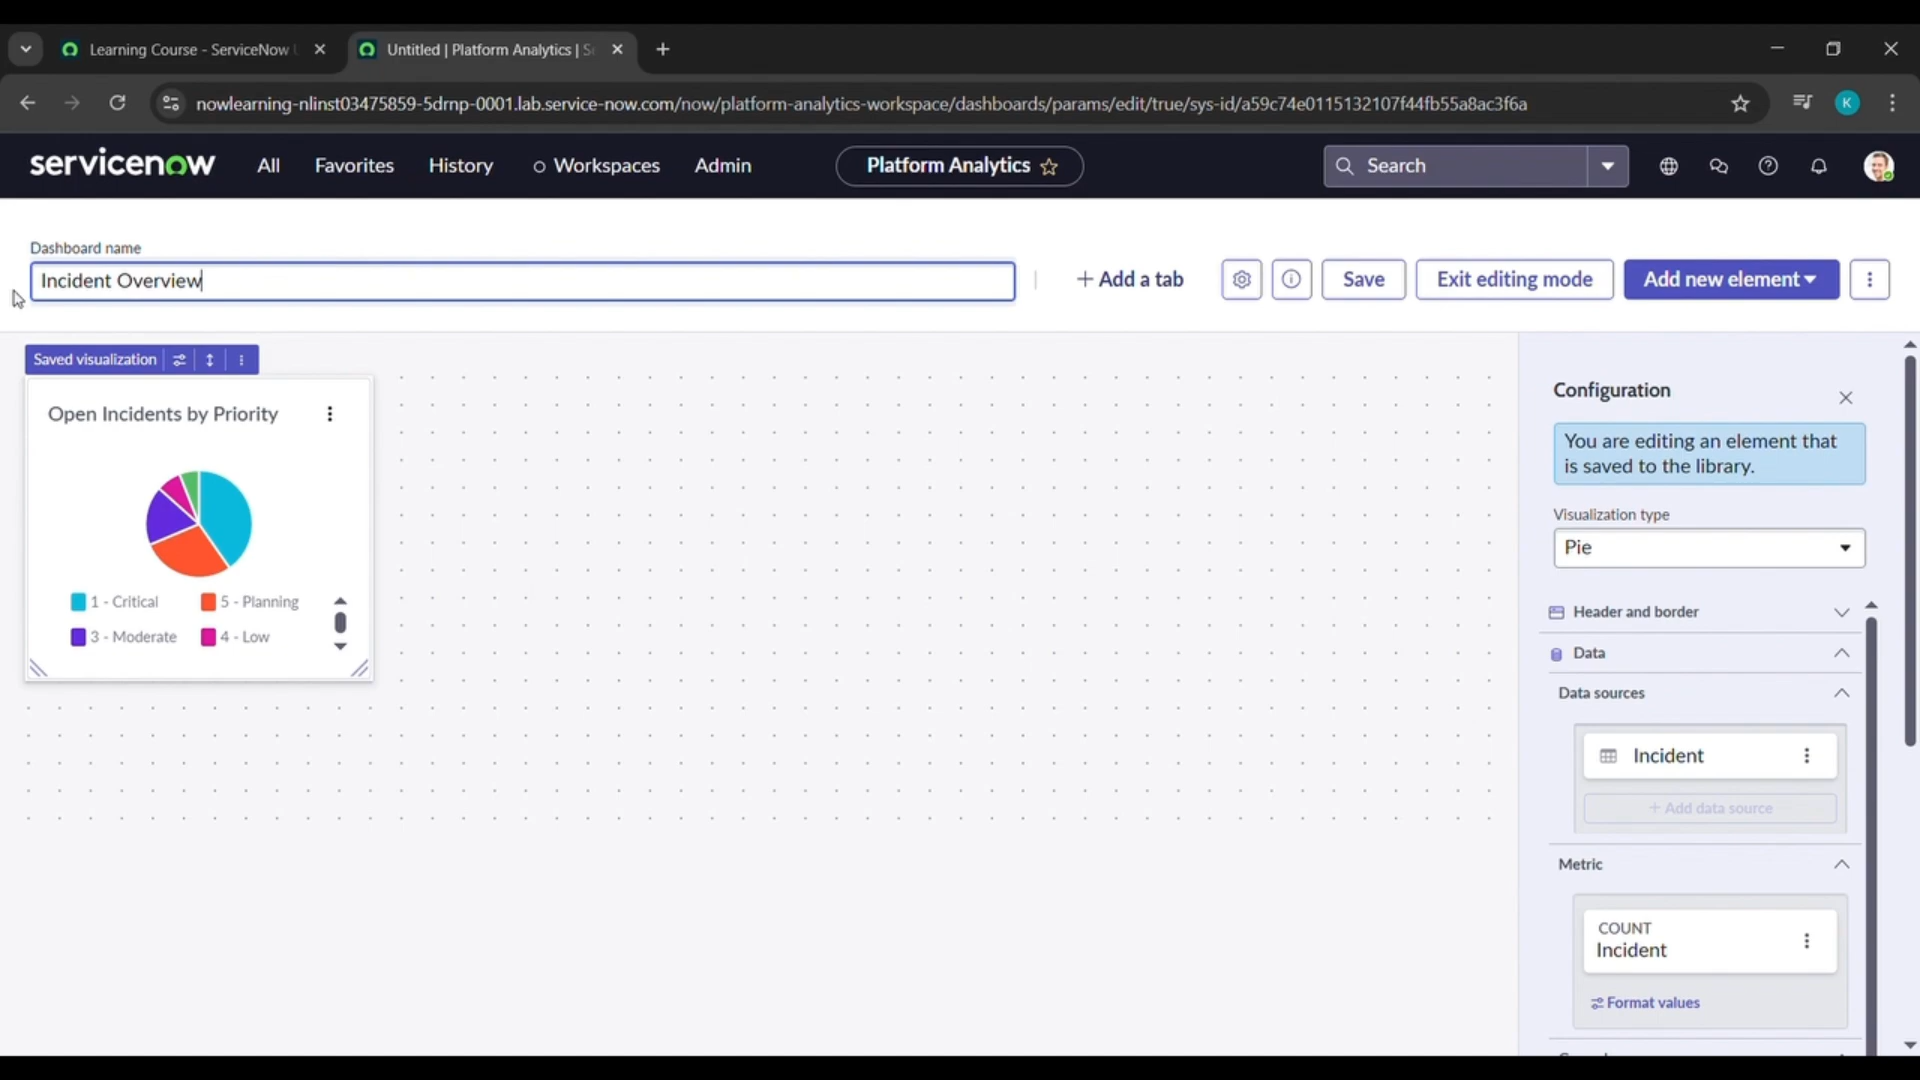 Learning Course - ServiceNow
Untitled | Platform Analytics |
nowlearning-nlinst03475859-5drnp-0001.lab.service-now.com/now/platform-analytics-workspace/dashboards/params/edit/true/sys-id/a59c74e0115132107f44fb55a8ac3f6a
K
servicenow
All
Favorites
History
Workspaces
Admin
Platform Analytics
Search
Dashboard name
Incident Overview
+ Add a tab
Save
Exit editing mode
Add new element
Saved visualization
Open Incidents by Priority
1 - Critical
5 - Planning
3 - Moderate
4 - Low
Configuration
You are editing an element that
is saved to the library.
Visualization type
Pie
Header and border
Data
Data sources
Incident
+ Add data source
Metric
COUNT
Incident
Format values